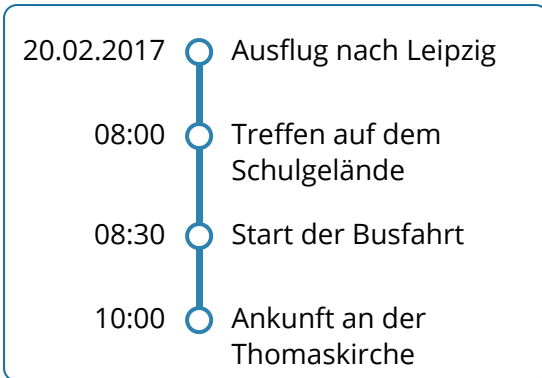 20.02.2017 Ausflug nach Leipzig
08:00 Treffen auf dem
Schulgelände
08:30 Start der Busfahrt
10:00 Ankunft an der
Thomaskirche